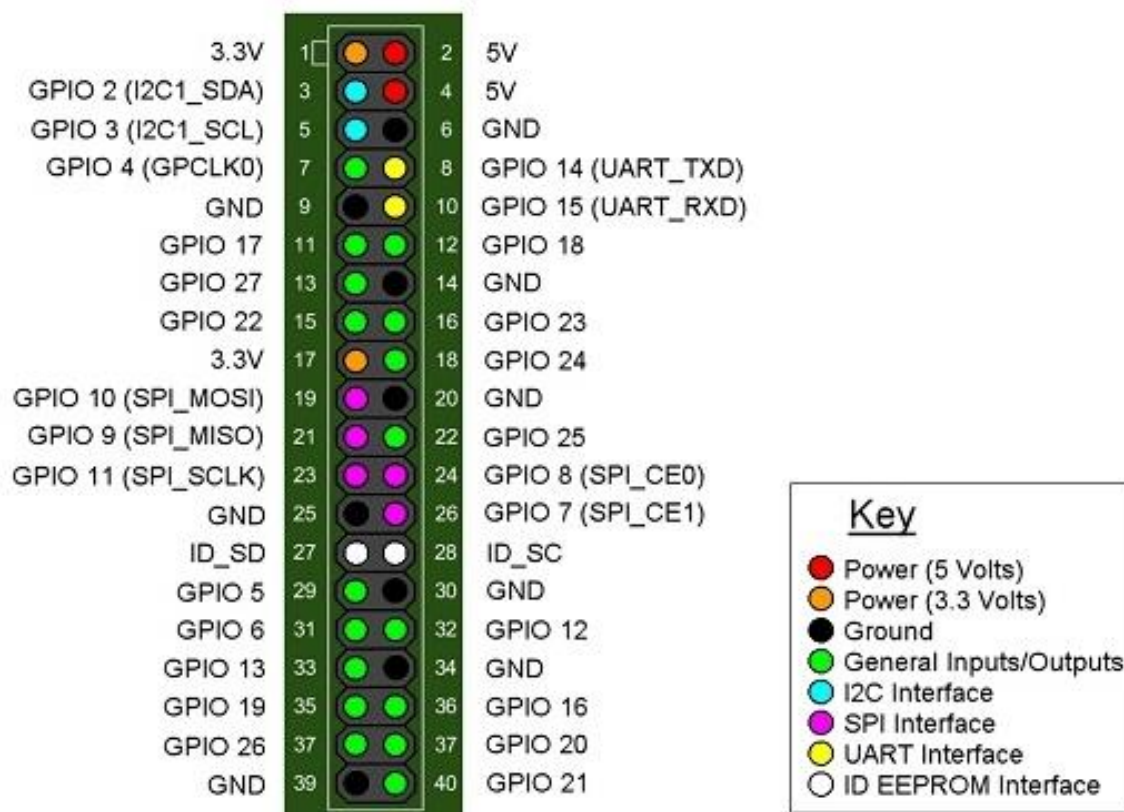 3.3V 1 2 5V
GPIO 2 (I2C1_SDA) 3 4 5V
GPIO 3 (I2C1_SCL) 5 6 GND
GPIO 4 (GPCLK0) 7 8 GPIO 14 (UART_TXD)
GND 9 10 GPIO 15 (UART_RXD)
GPIO 17 11 12 GPIO 18
GPIO 27 13 14 GND
GPIO 22 15 16 GPIO 23
3.3V 17 18 GPIO 24
GPIO 10 (SPI_MOSI) 19 20 GND
GPIO 9 (SPI_MISO) 21 22 GPIO 25
GPIO 11 (SPI_SCLK) 23 24 GPIO 8 (SPI_CE0)
GND 25 26 GPIO 7 (SPI_CE1)
ID_SD 27 28 ID_SC
GPIO 5 29 30 GND
GPIO 6 31 32 GPIO 12
GPIO 13 33 34 GND
GPIO 19 35 36 GPIO 16
GPIO 26 37 37 GPIO 20
GND 39 40 GPIO 21
Key
Power (5 Volts)
Power (3.3 Volts)
Ground
General Inputs/Outputs
I2C Interface
SPI Interface
UART Interface
ID EEPROM Interface